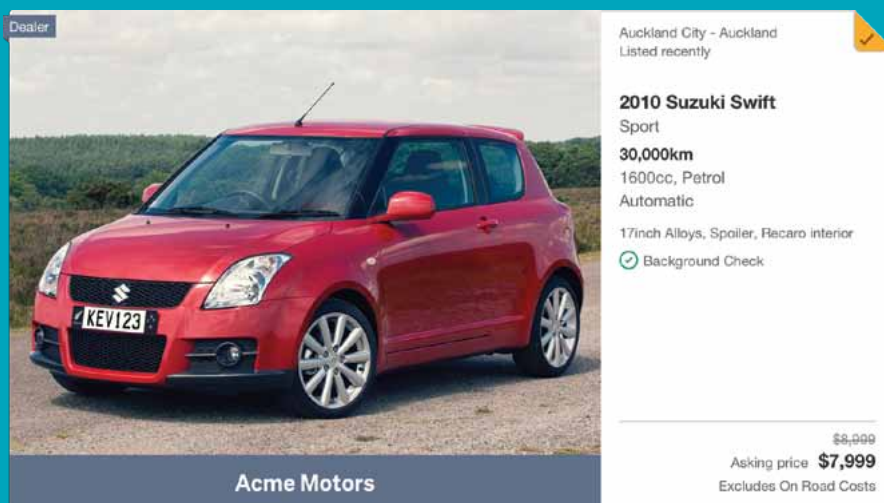 Dealer
KEV123
Acme Motors
Auckland City - Auckland
Listed recently
2010 Suzuki Swift
Sport
30,000km
1600cc, Petrol
Automatic
17inch Alloys, Spoiler, Recaro interior
Background Check
$8,999
Asking price $7,999
Excludes On Road Costs